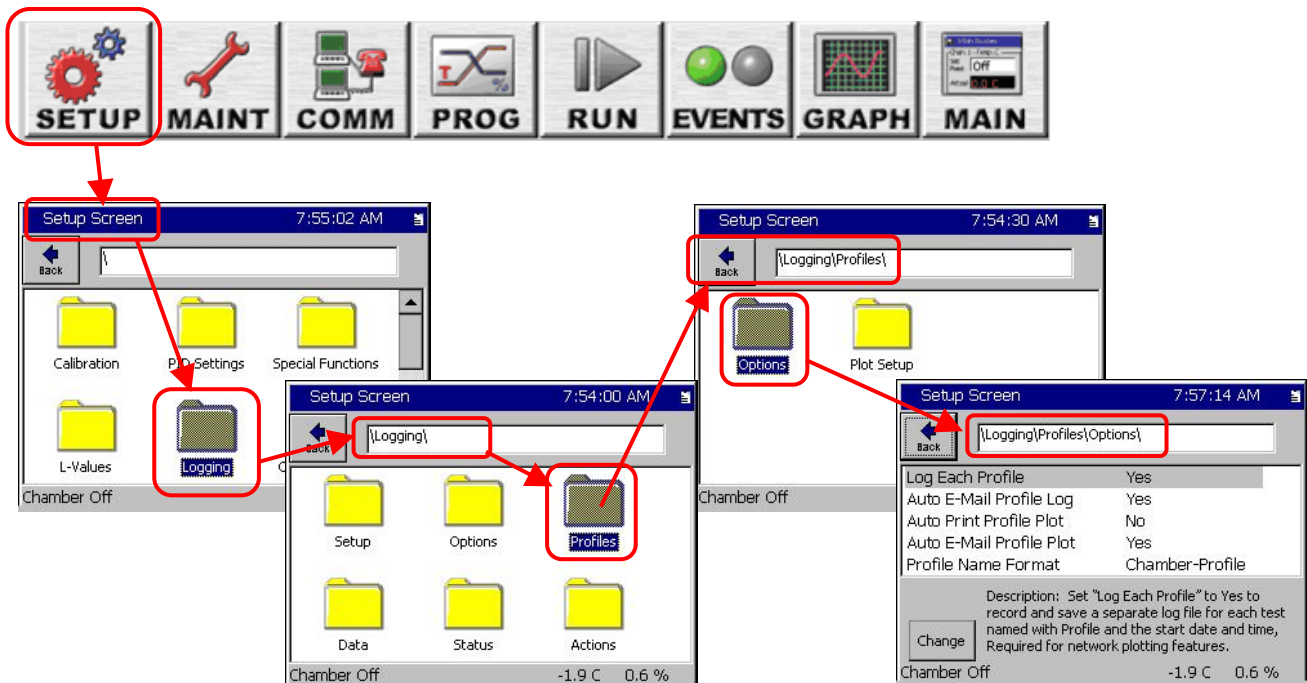 SETUP MAINT COMM PROG RUN EVENTS GRAPH MAIN
T %
Off
Setup Screen 7:55:02 AM
Back \
Calibration PID Settings Special Functions
L-Values Logging
Chamber Off
Setup Screen 7:54:00 AM
Back \Logging\
Setup Options Profiles
Data Status Actions
Chamber Off -1.9 C 0.6 %
Setup Screen 7:54:30 AM
Back \Logging\Profiles\
Options Plot Setup
Chamber Off
Setup Screen 7:57:14 AM
Back \Logging\Profiles\Options\
Log Each Profile Yes
Auto E-Mail Profile Log Yes
Auto Print Profile Plot No
Auto E-Mail Profile Plot Yes
Profile Name Format Chamber-Profile
Description: Set "Log Each Profile" to Yes to
record and save a separate log file for each test
named with Profile and the start date and time,
Change Required for network plotting features.
Chamber Off -1.9 C 0.6 %